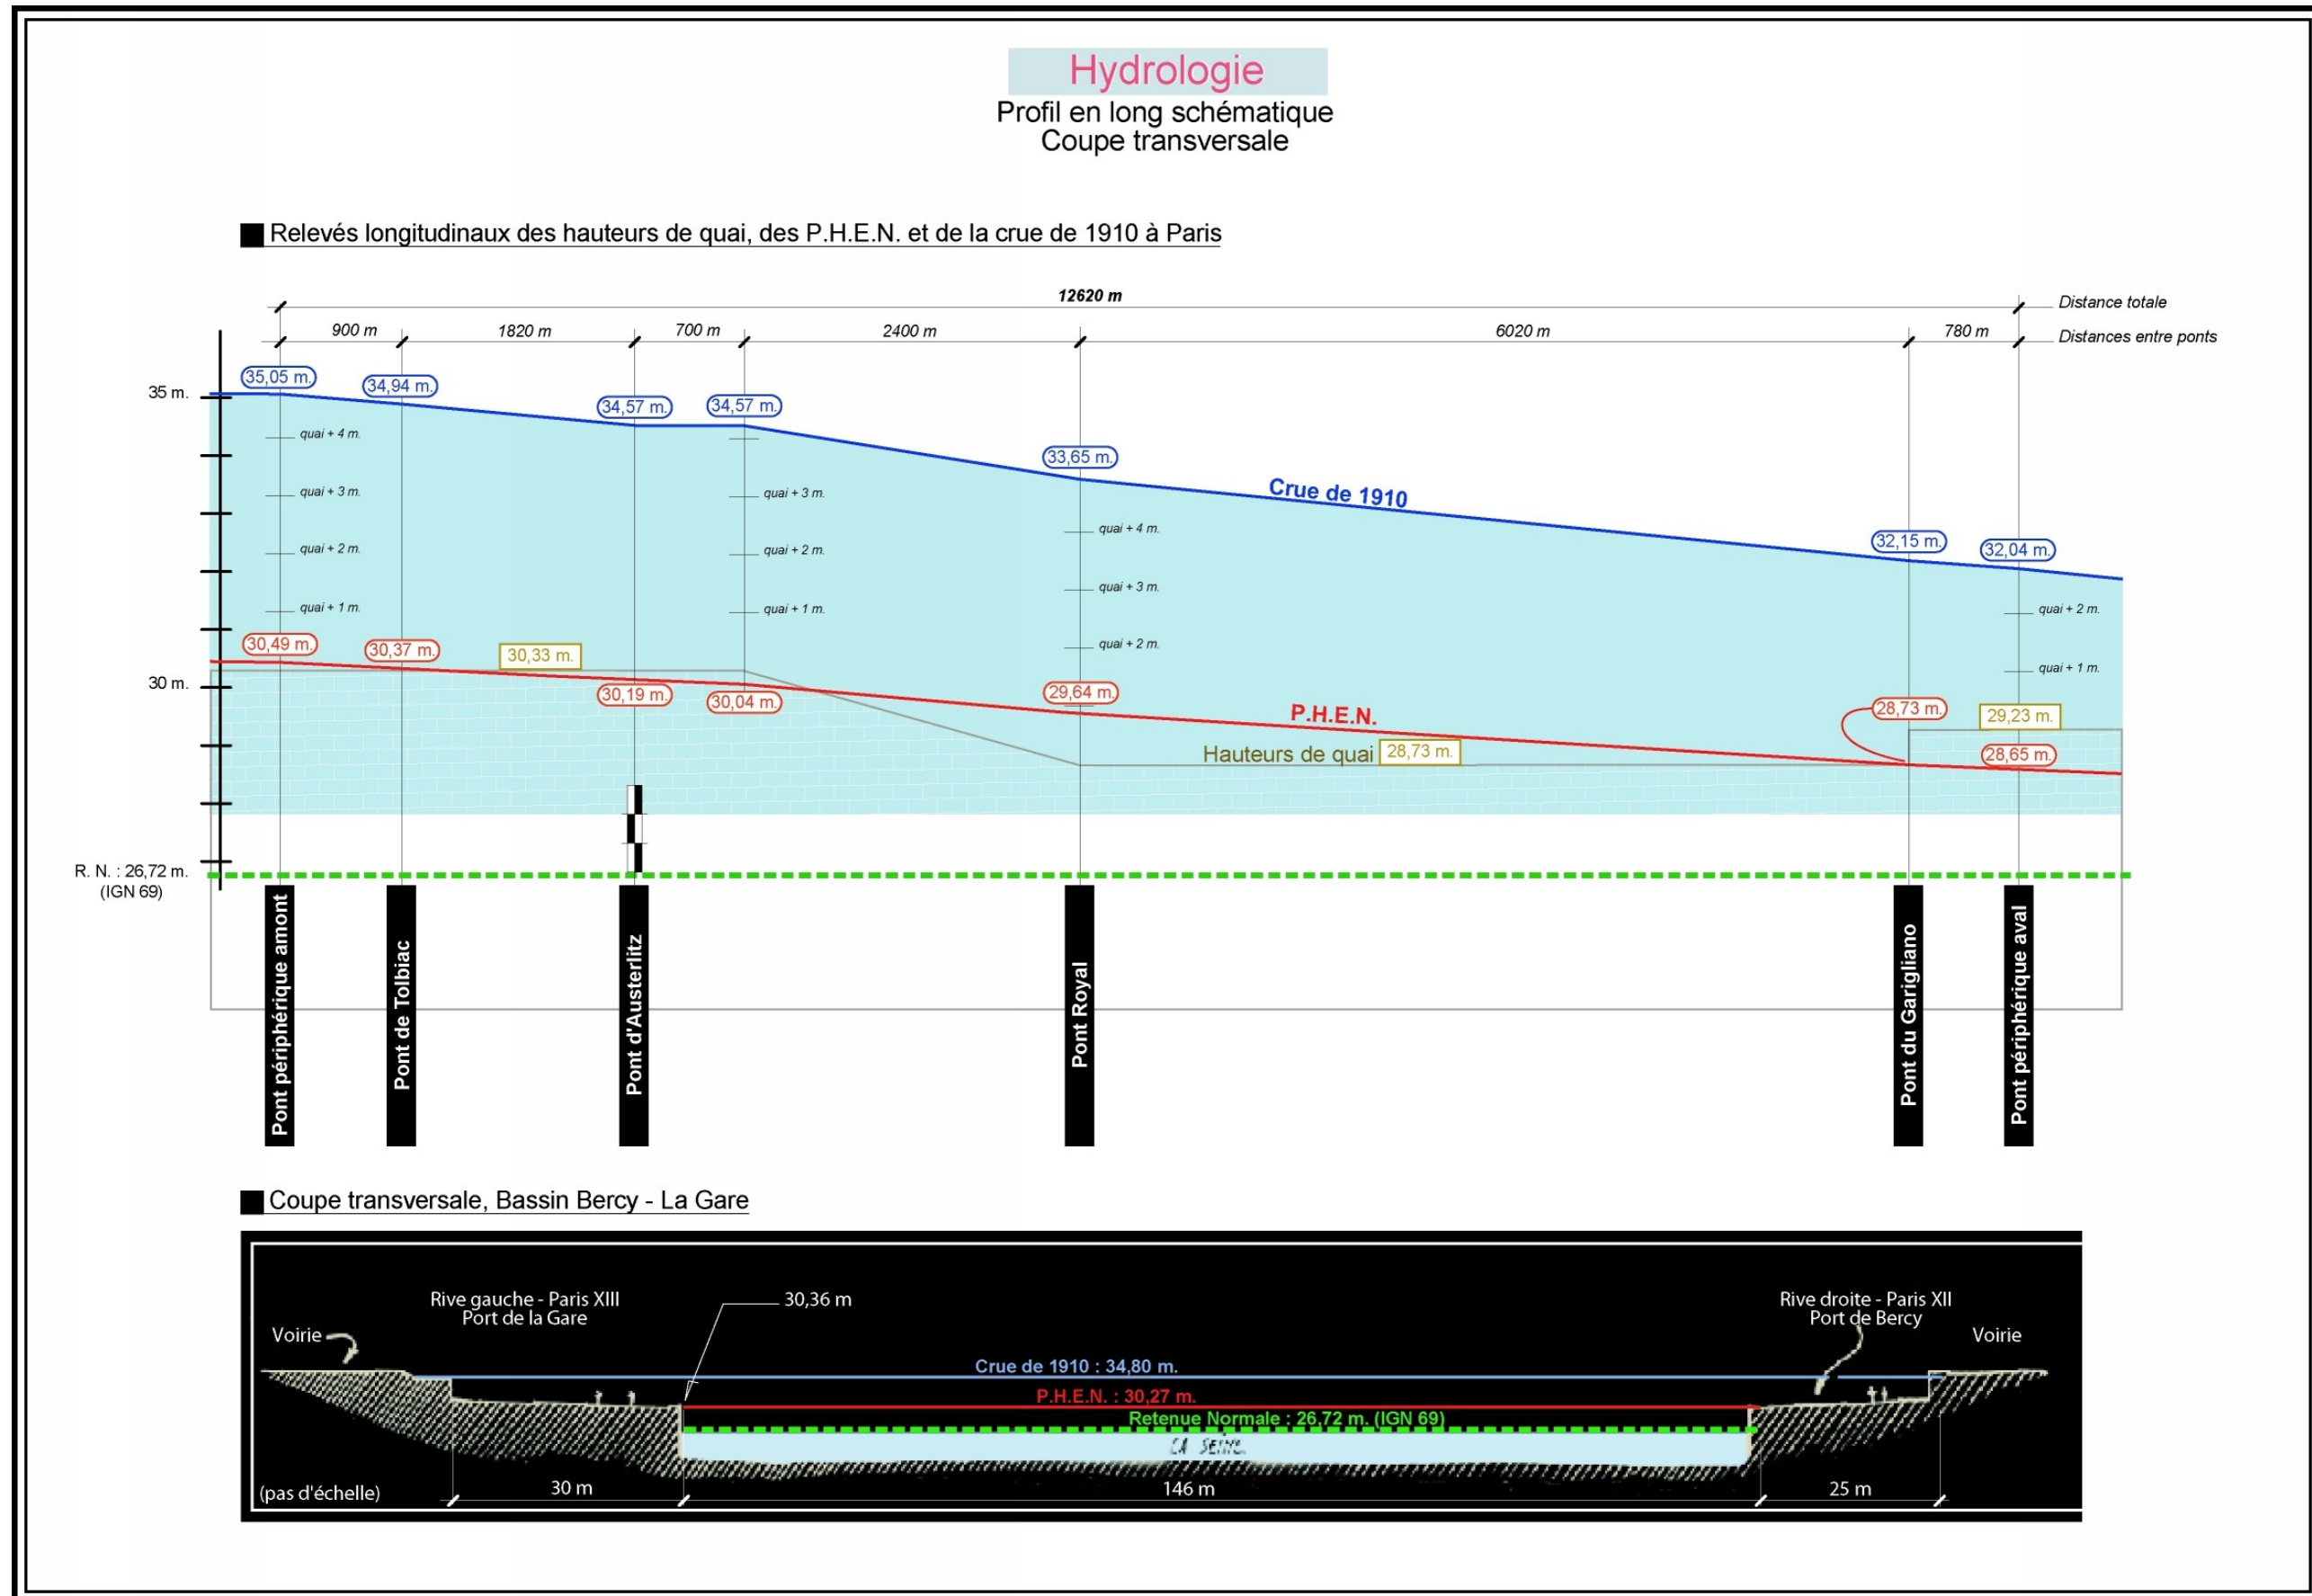 Hydrologie
Profil en long schématique
Coupe transversale
Relevés longitudinaux des hauteurs de quai, des P.H.E.N. et de la crue de 1910 à Paris
12620 m
Distance totale
900 m
1820 m
700 m
2400 m
6020 m
780 m
Distances entre ponts
35,05 m.
34,94 m.
34,57 m.
34,57 m.
33,65 m.
32,15 m.
32,04 m.
35 m.
Crue de 1910
quai + 4 m.
quai + 3 m.
quai + 2 m.
quai + 1 m.
quai + 3 m.
quai + 2 m.
quai + 1 m.
quai + 4 m.
quai + 3 m.
quai + 2 m.
quai + 2 m.
quai + 1 m.
30,49 m.
30,37 m.
30,33 m.
30,19 m.
30,04 m.
29,64 m.
28,73 m.
29,23 m.
28,65 m.
30 m.
P.H.E.N.
Hauteurs de quai
28,73 m.
R. N. : 26,72 m.
(IGN 69)
Pont périphérique amont
Pont de Tolbiac
Pont d'Austerlitz
Pont Royal
Pont du Garigliano
Pont périphérique aval
Coupe transversale, Bassin Bercy - La Gare
Rive gauche - Paris XIII
Port de la Gare
30,36 m
Rive droite - Paris XII
Port de Bercy
Voirie
Voirie
Crue de 1910 : 34,80 m.
P.H.E.N. : 30,27 m.
Retenue Normale : 26,72 m. (IGN 69)
LA SEINE
(pas d'échelle)
30 m
146 m
25 m